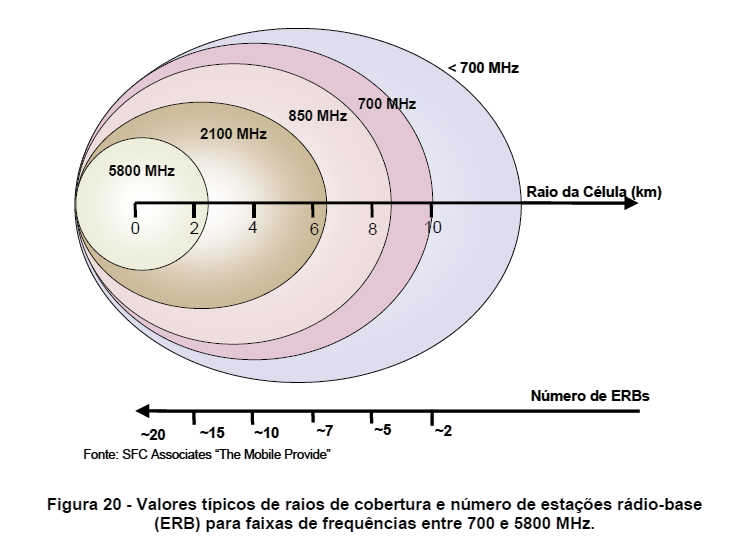 < 700 MHz
700 MHz
850 MHz
2100 MHz
5800 MHz
Raio da Célula (km)
0 2 4 6 8 10
Número de ERBs
~20 ~15 ~10 ~7 ~5 ~2
Fonte: SFC Associates “The Mobile Provide”
Figura 20 - Valores típicos de raios de cobertura e número de estações rádio-base
(ERB) para faixas de frequências entre 700 e 5800 MHz.